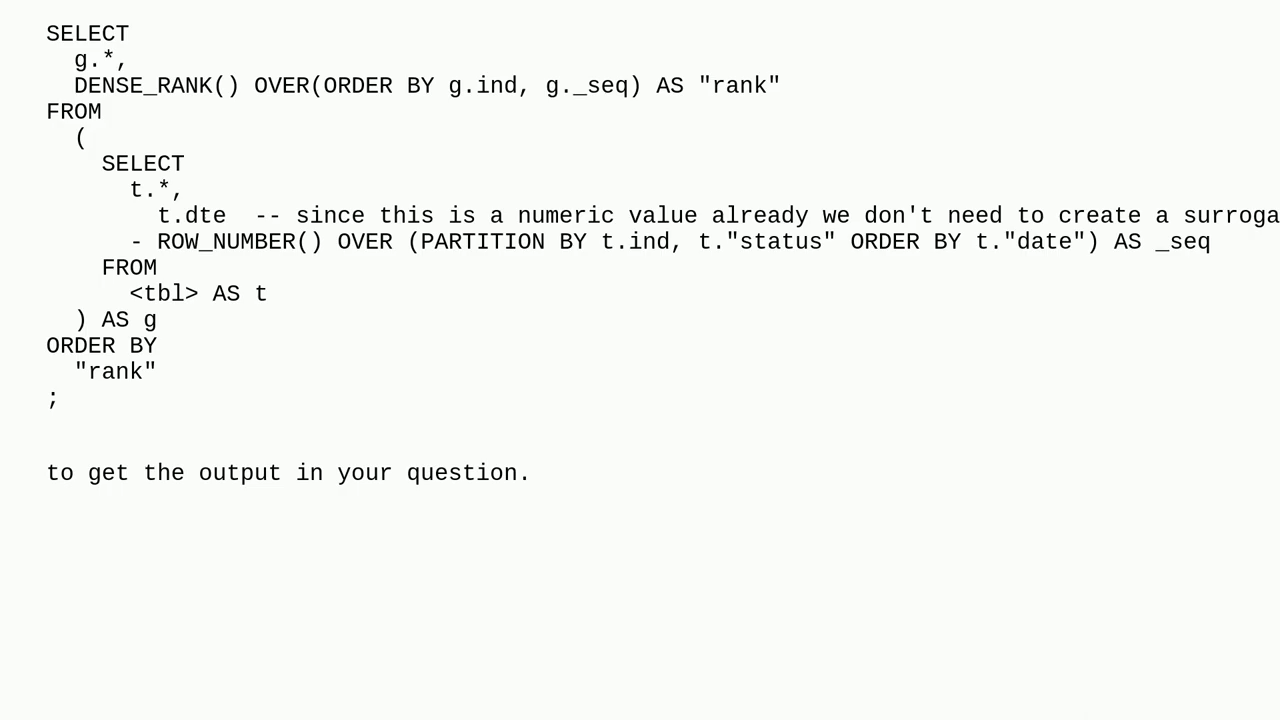 SELECT
g.*,
DENSE_RANK() OVER(ORDER BY g.ind, g._seq) AS "rank"
FROM
(
SELECT
t.*,
t.dte  -- since this is a numeric value already we don't need to create a
- ROW_NUMBER() OVER (PARTITION BY t.ind, t."status" ORDER BY t."date") AS _seq
FROM
<tbl> AS t
) AS g
ORDER BY
"rank"
;
to get the output in your question.